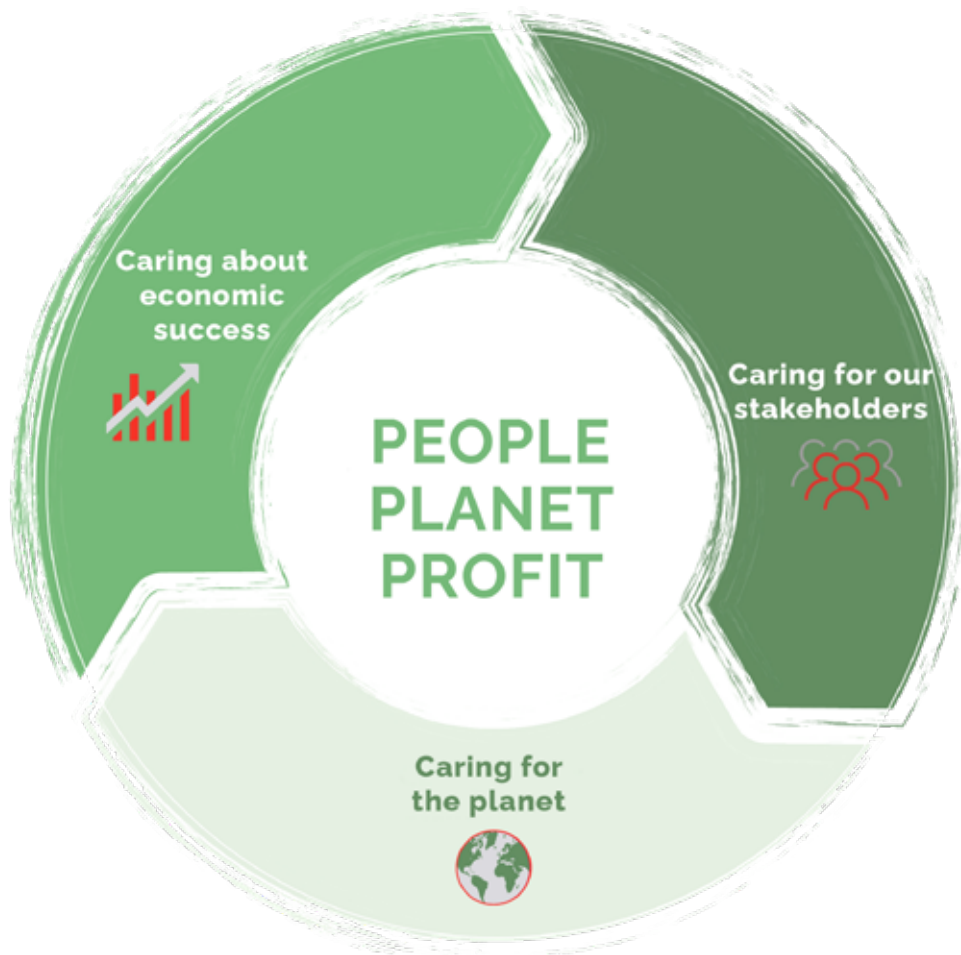 Caring about
economic
success
Caring for our
stakeholders
PEOPLE
PLANET
PROFIT
Caring for
the planet